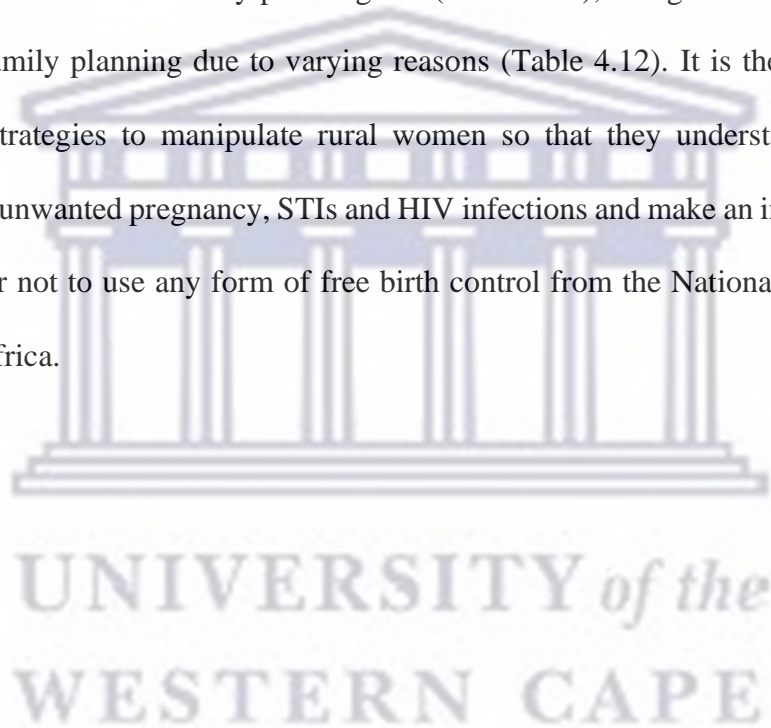 amily planning due to varying reasons (Table 4.12). It is the
trategies to manipulate rural women so that they underst
unwanted pregnancy, STIs and HIV infections and make an i
r not to use any form of free birth control from the Nationa
frica.
UNIVERSITY of the
WESTERN CAPE